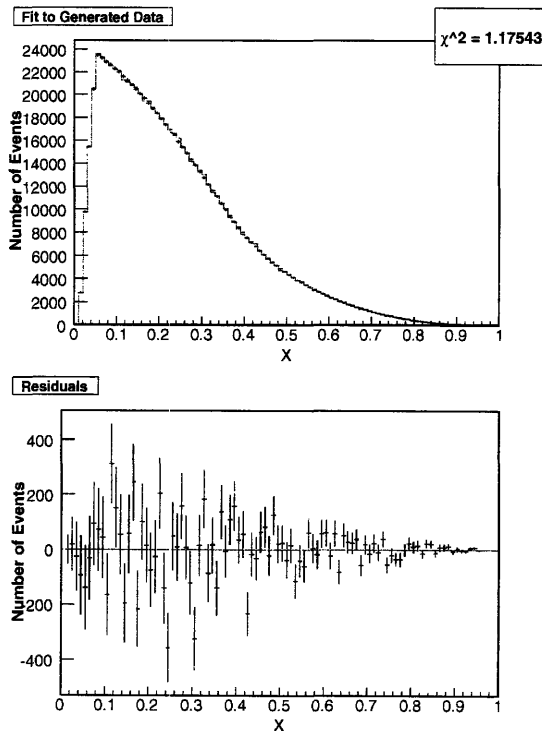 Fit to Generated Data
χ^2 = 1.17543
Number of Events
24000
22000
20000
18000
16000
14000
12000
10000
8000
6000
4000
2000
0
0 0.1 0.2 0.3 0.4 0.5 0.6 0.7 0.8 0.9 1
X
Residuals
Number of Events
400
200
0
-200
-400
0 0.1 0.2 0.3 0.4 0.5 0.6 0.7 0.8 0.9 1
X